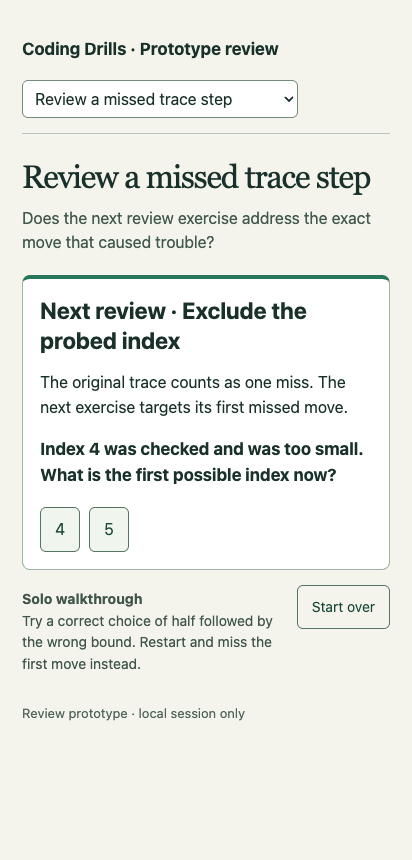 Coding Drills · Prototype review
Review a missed trace step
Review a missed trace step
Does the next review exercise address the exact
move that caused trouble?
Next review · Exclude the
probed index
The original trace counts as one miss. The
next exercise targets its first missed move.
Index 4 was checked and was too small.
What is the first possible index now?
4
5
Solo walkthrough
Try a correct choice of half followed by
the wrong bound. Restart and miss the
first move instead.
Start over
Review prototype · local session only